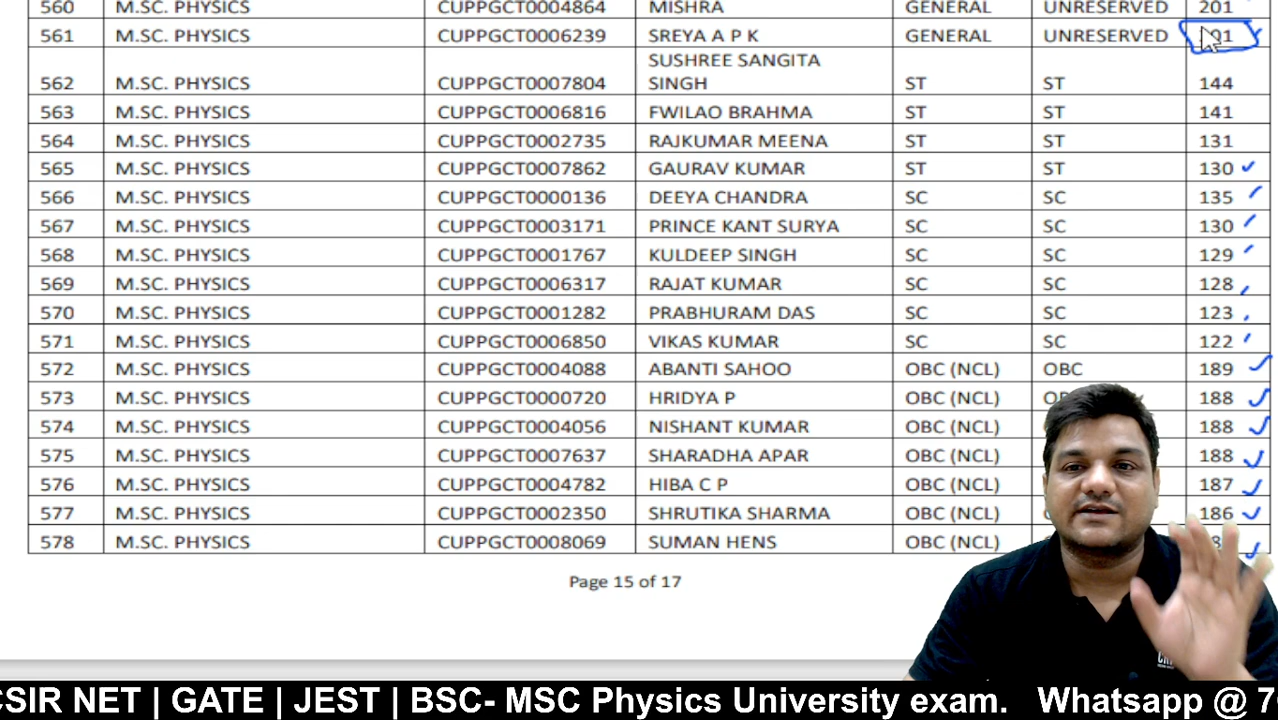 560 M.SC. PHYSICS CUPPGCT0004864 MISHRA GENERAL UNRESERVED 201
561 M.SC. PHYSICS CUPPGCT0006239 SREYA A P K GENERAL UNRESERVED
SUSHREE SANGITA
562 M.SC. PHYSICS CUPPGCT0007804 SINGH ST ST 144
563 M.SC. PHYSICS CUPPGCT0006816 FWILAO BRAHMA ST ST 141
564 M.SC. PHYSICS CUPPGCT0002735 RAJKUMAR MEENA ST ST 131
565 M.SC. PHYSICS CUPPGCT0007862 GAURAV KUMAR ST ST 130
566 M.SC. PHYSICS CUPPGCT0000136 DEEYA CHANDRA SC SC 135
567 M.SC. PHYSICS CUPPGCT0003171 PRINCE KANT SURYA SC SC 130
568 M.SC. PHYSICS CUPPGCT0001767 KULDEEP SINGH SC SC 129
569 M.SC. PHYSICS CUPPGCT0006317 RAJAT KUMAR SC SC 128
570 M.SC. PHYSICS CUPPGCT0001282 PRABHURAM DAS SC SC 123
571 M.SC. PHYSICS CUPPGCT0006850 VIKAS KUMAR SC SC 122
572 M.SC. PHYSICS CUPPGCT0004088 ABANTI SAHOO OBC (NCL) OBC 189
573 M.SC. PHYSICS CUPPGCT0000720 HRIDYA P OBC (NCL) 188
574 M.SC. PHYSICS CUPPGCT0004056 NISHANT KUMAR OBC (NCL) 188
575 M.SC. PHYSICS CUPPGCT0007637 SHARADHA APAR OBC (NCL) 188
576 M.SC. PHYSICS CUPPGCT0004782 HIBA C P OBC (NCL) 187
577 M.SC. PHYSICS CUPPGCT0002350 SHRUTIKA SHARMA OBC (NCL) 186
578 M.SC. PHYSICS CUPPGCT0008069 SUMAN HENS OBC (NCL)
Page 15 of 17
CSIR NET | GATE | JEST | BSC- MSC Physics University exam. Whatsapp @ 7